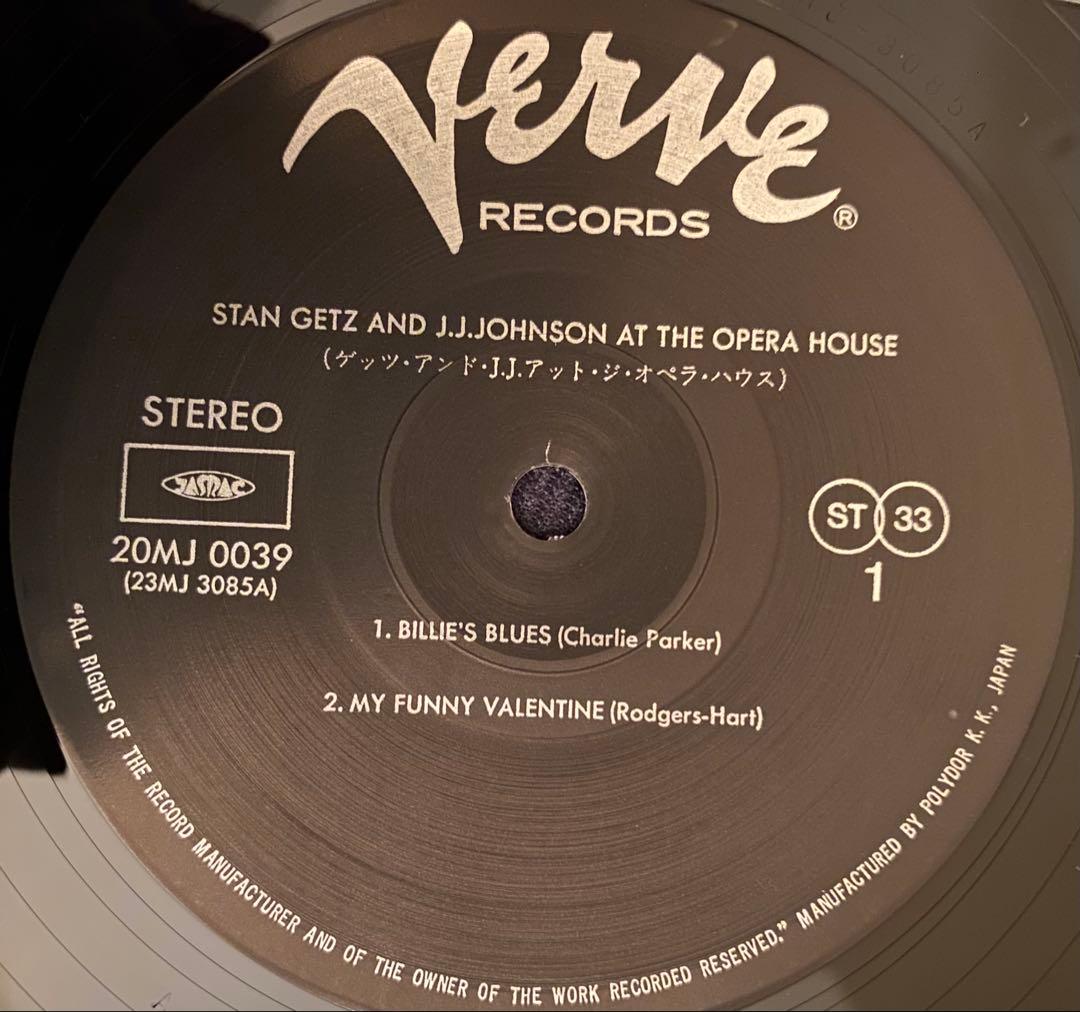 Verve
RECORDS ®
STAN GETZ AND J.J.JOHNSON AT THE OPERA HOUSE
(ゲッツ・アンド・J.J.アット・ジ・オペラ・ハウス)
STEREO
JASRAC
20MJ 0039
(23MJ 3085A)
ST 33
1
1. BILLIE'S BLUES (Charlie Parker)
2. MY FUNNY VALENTINE (Rodgers-Hart)
“ALL RIGHTS OF THE RECORD MANUFACTURER AND OF THE OWNER OF THE WORK RECORDED RESERVED.” MANUFACTURED BY POLYDOR K. K., JAPAN